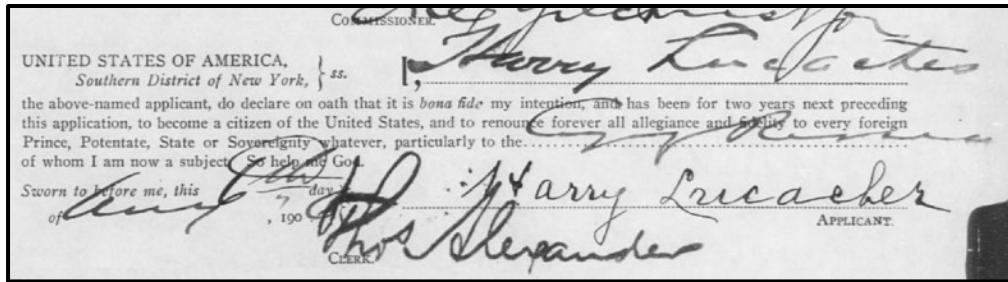 COMMISSIONER.
UNITED STATES OF AMERICA,
Southern District of New York, } ss.
I, Harry Lucacher
the above-named applicant, do declare on oath that it is bona fide my intention, and has been for two years next preceding
this application, to become a citizen of the United States, and to renounce forever all allegiance and fidelity to every foreign
Prince, Potentate, State or Sovereignty whatever, particularly to the Czar Russia
of whom I am now a subject. So help me God.
Sworn to before me, this day
Harry Lucacher
of , 190
APPLICANT.
Thos Alexander
CLERK.